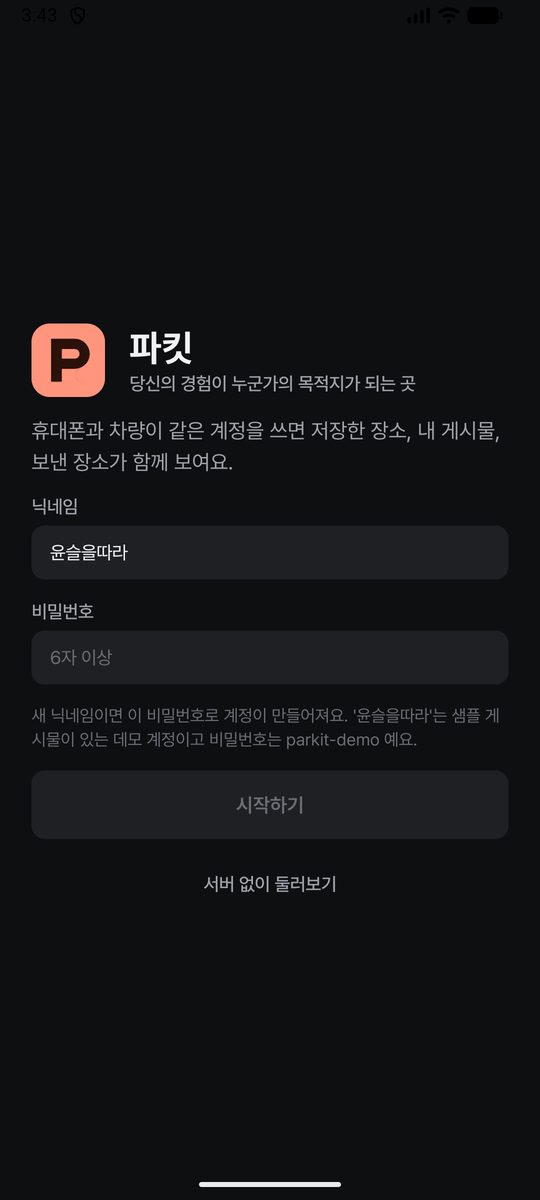 3:43
P
파킷
당신의 경험이 누군가의 목적지가 되는 곳
휴대폰과 차량이 같은 계정을 쓰면 저장한 장소, 내 게시물,
보낸 장소가 함께 보여요.
닉네임
윤슬을따라
비밀번호
6자 이상
새 닉네임이면 이 비밀번호로 계정이 만들어져요. '윤슬을따라'는 샘플 게
시물이 있는 데모 계정이고 비밀번호는 parkit-demo 예요.
시작하기
서버 없이 둘러보기